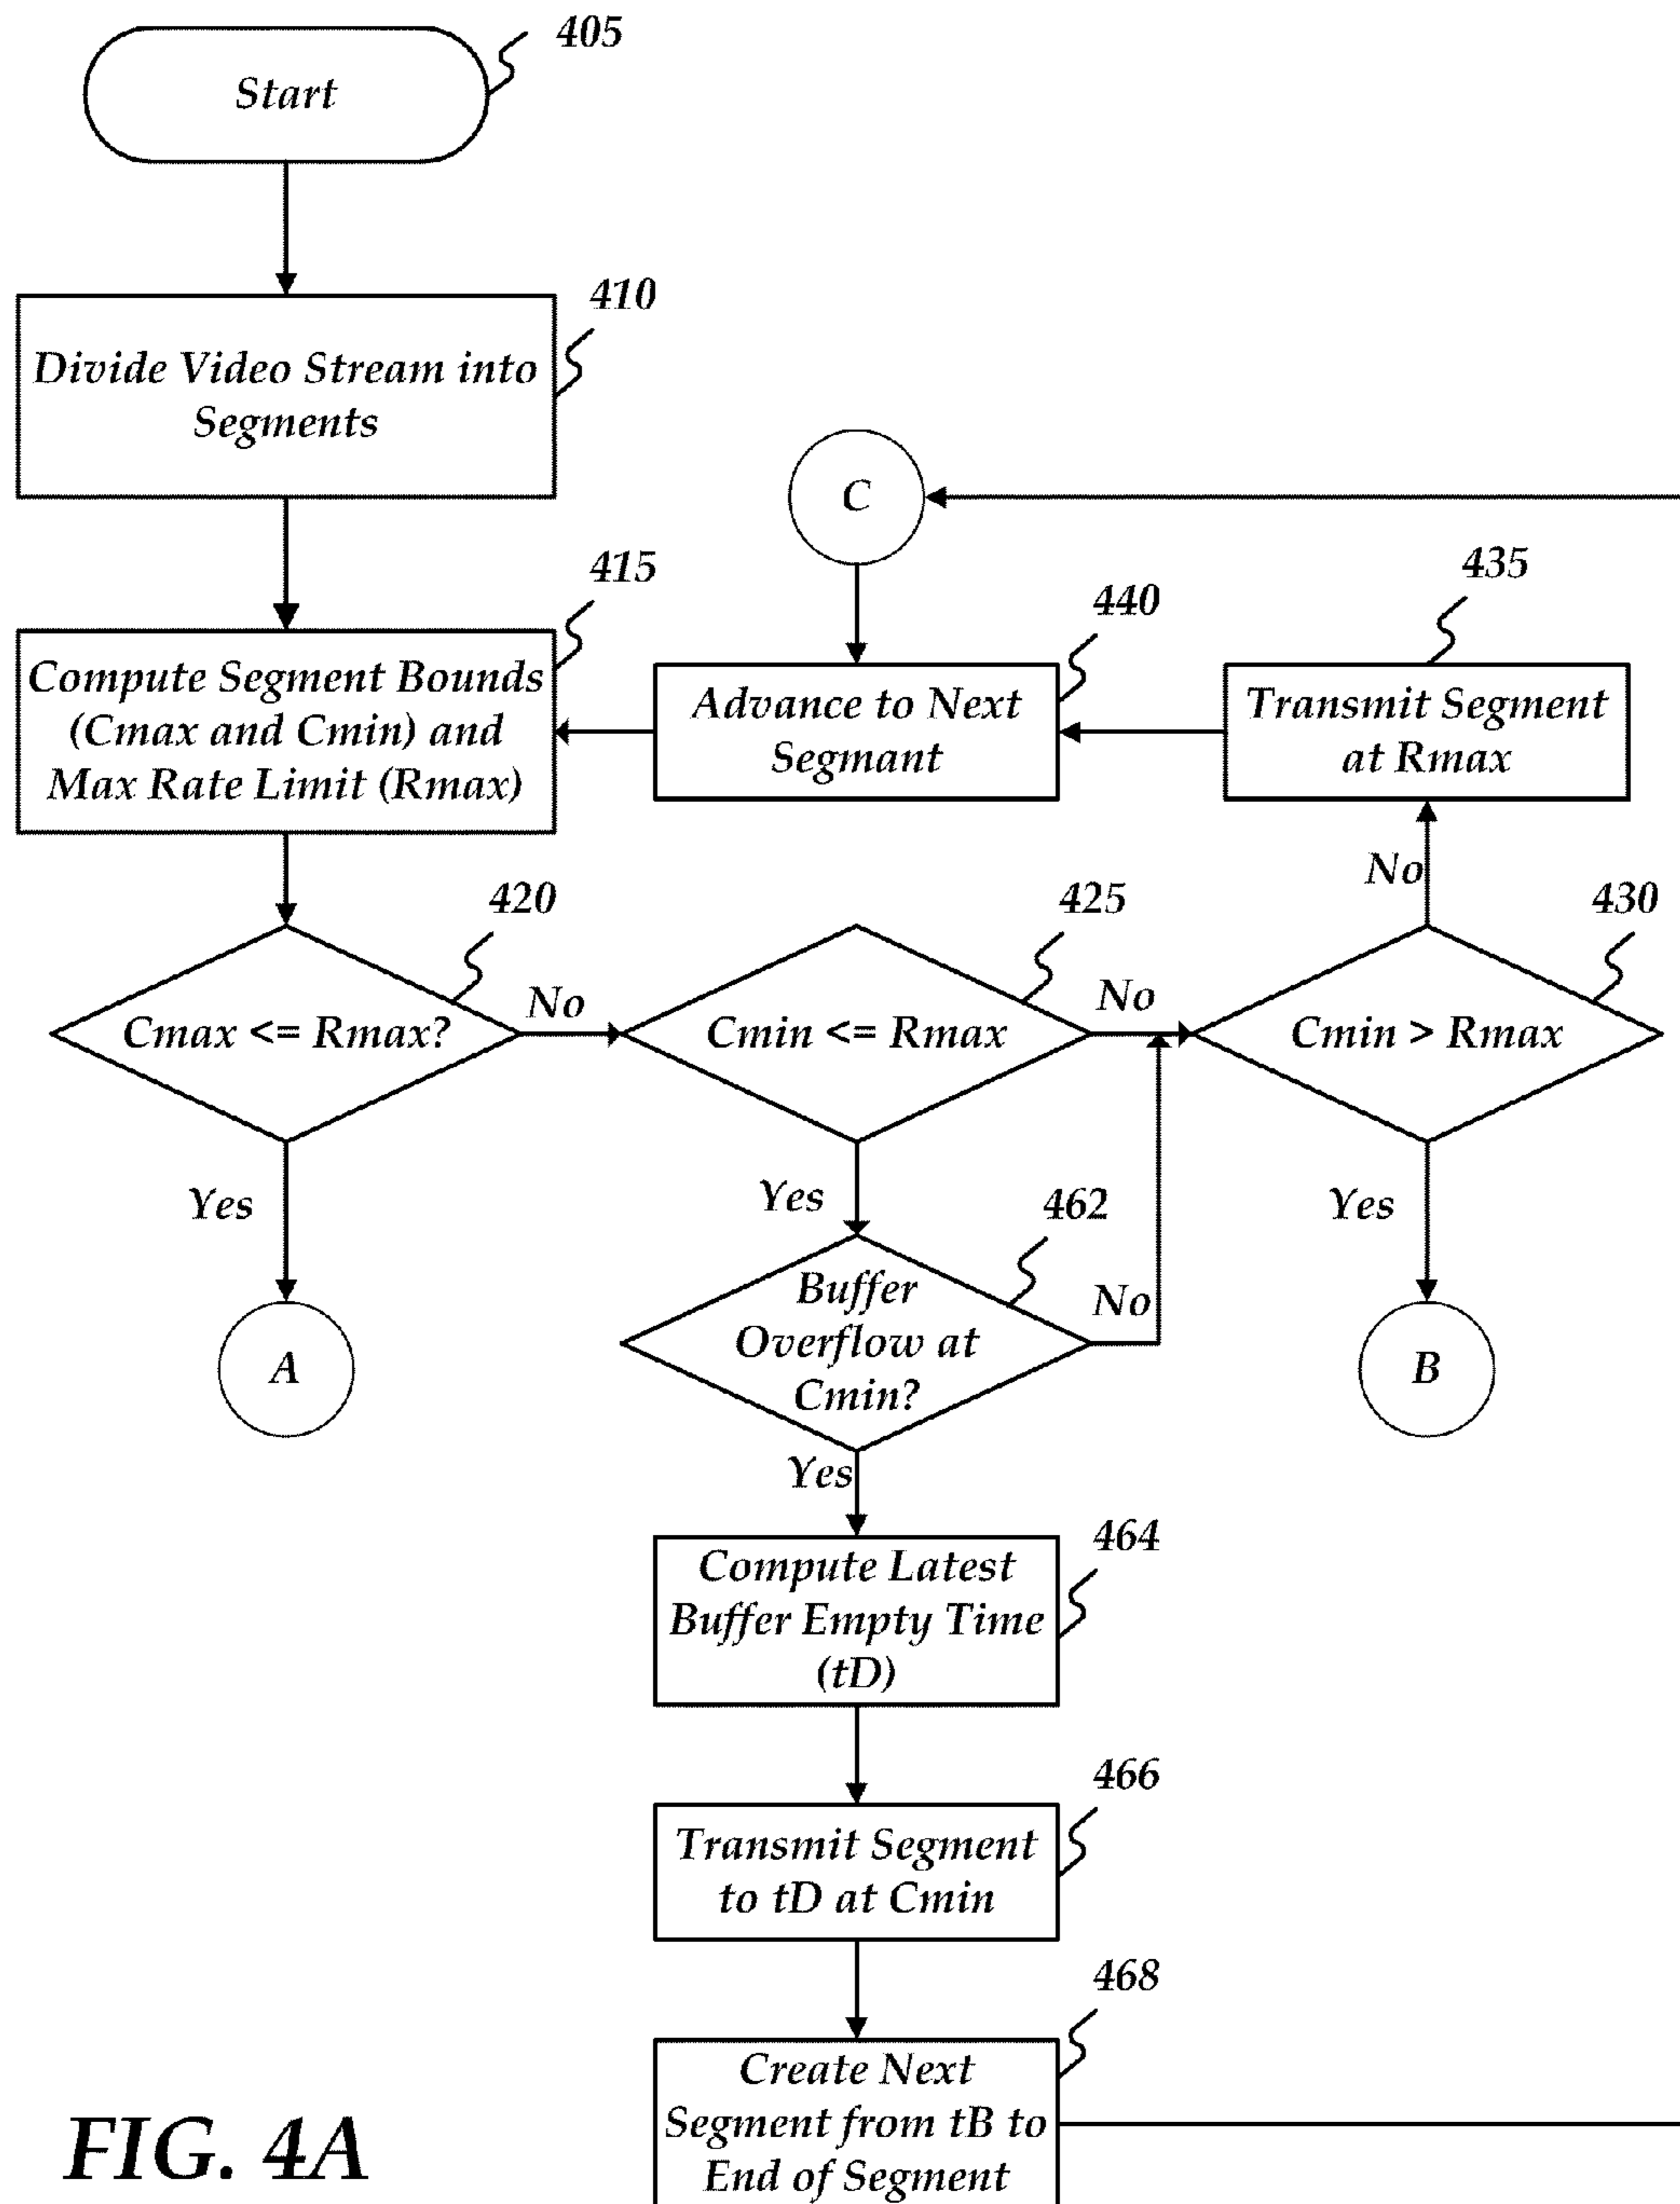 405
Start
410
Divide Video Stream into
Segments
C
415
Compute Segment Bounds
(Cmax and Cmin) and
Max Rate Limit (Rmax)
440
Advance to Next
Segmant
435
Transmit Segment
at Rmax
No
420
Cmax <= Rmax?
No
425
Cmin <= Rmax
No
430
Cmin > Rmax
Yes
A
Yes
462
Buffer
Overflow at
Cmin?
No
Yes
B
Yes
464
Compute Latest
Buffer Empty Time
(tD)
466
Transmit Segment
to tD at Cmin
468
Create Next
Segment from tB to
End of Segment
FIG. 4A